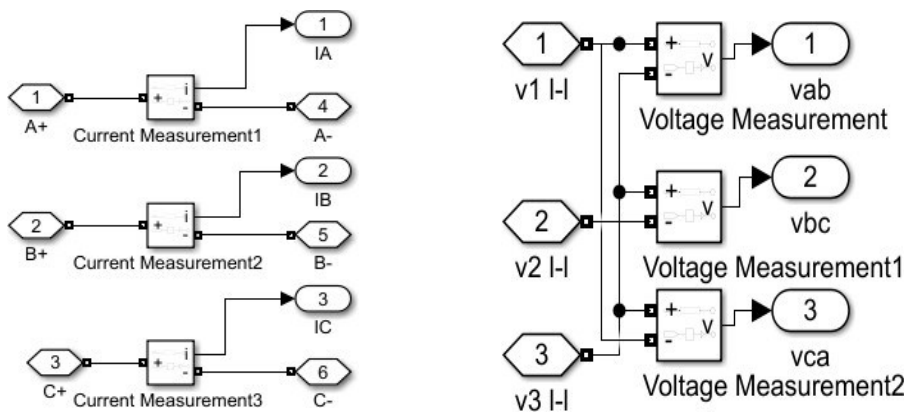 1
IA
i
+
-
1
A+
4
A-
Current Measurement1
2
IB
i
+
-
2
B+
5
B-
Current Measurement2
3
IC
i
+
-
3
C+
6
C-
Current Measurement3
1
v1 l-l
+
-
v
1
vab
Voltage Measurement
2
v2 l-l
+
-
v
2
vbc
Voltage Measurement1
3
v3 l-l
+
-
v
3
vca
Voltage Measurement2